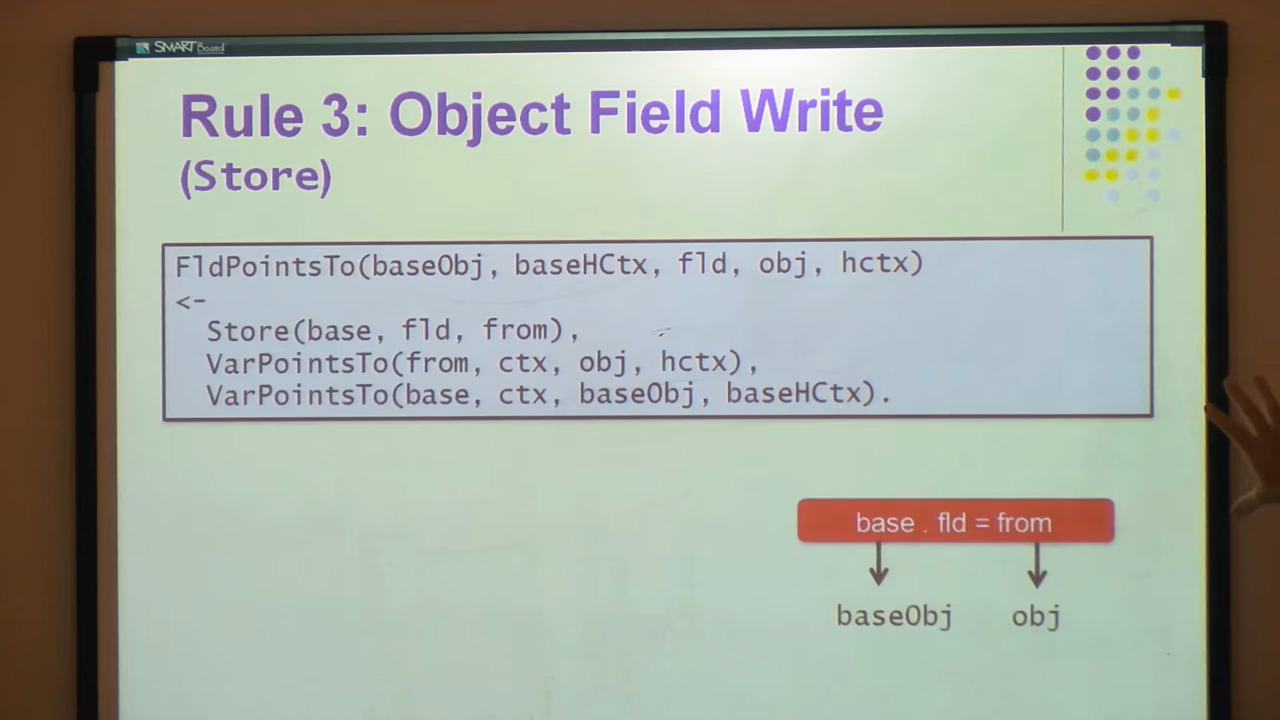 SMART Board
Rule 3: Object Field Write
(Store)
FldPointsTo(baseObj, baseHCtx, fld, obj, hctx)
<-
Store(base, fld, from),
VarPointsTo(from, ctx, obj, hctx),
VarPointsTo(base, ctx, baseObj, baseHCtx).
base . fld = from
baseObj obj